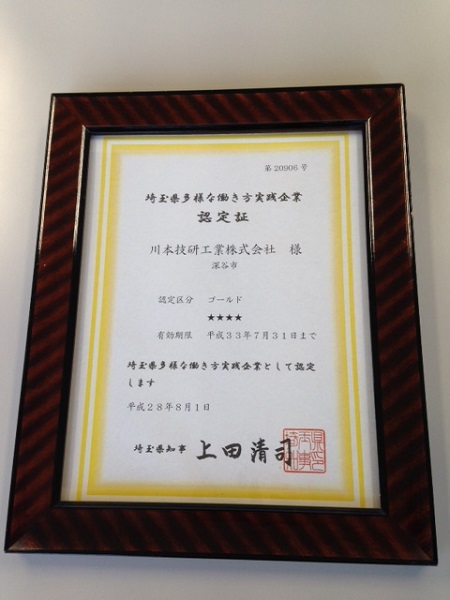 第20906号
埼玉県多様な働き方実践企業
認定証
川本技研工業株式会社 様
深谷市
認定区分 ゴールド
★★★★
有効期限 平成33年7月31日まで
埼玉県多様な働き方実践企業として認定
します
平成28年8月1日
埼玉県知事 上田清司